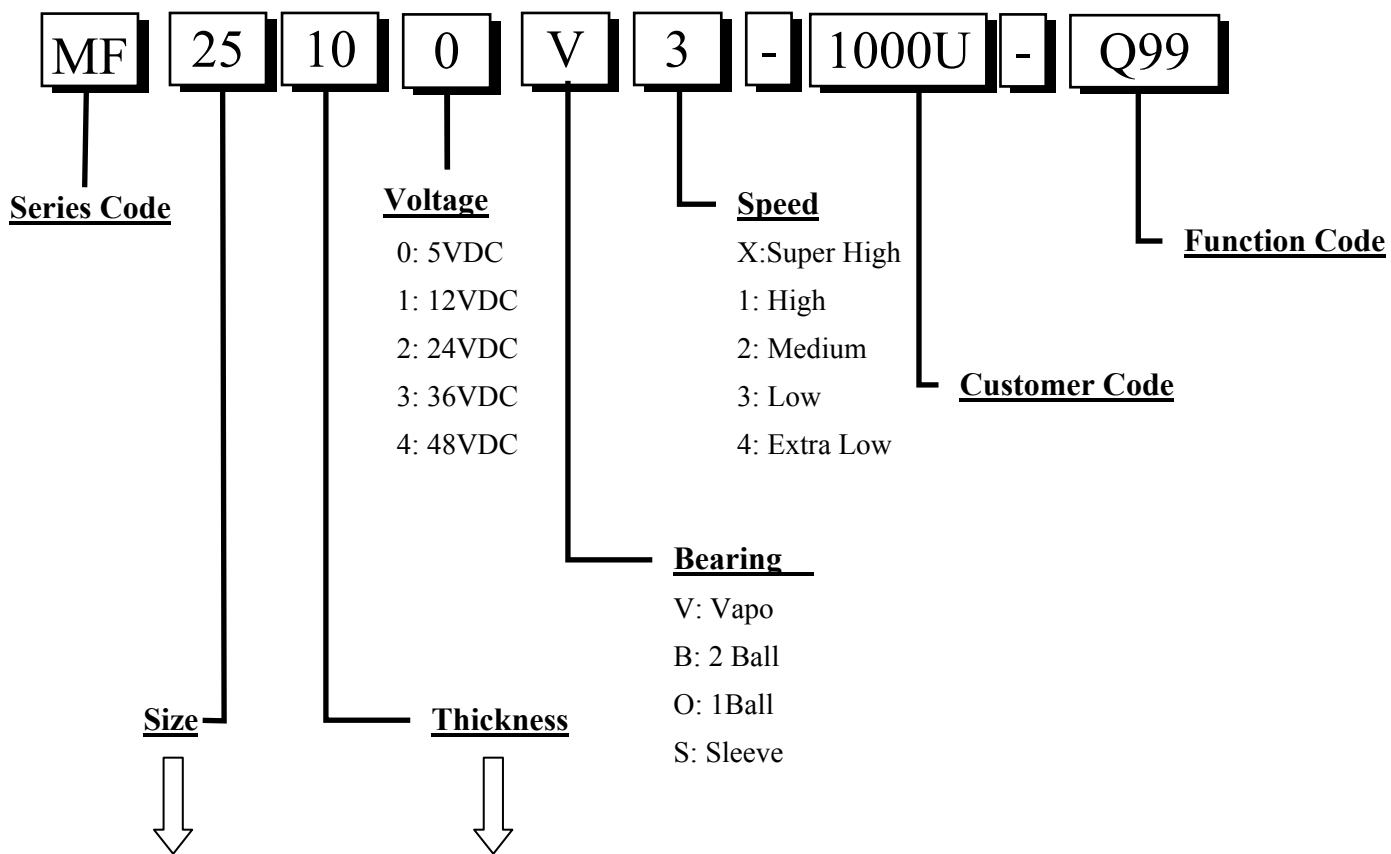 MF 25 10 0 V 3 - 1000U - Q99
Series Code
Voltage
0: 5VDC
1: 12VDC
2: 24VDC
3: 36VDC
4: 48VDC
Speed
X:Super High
1: High
2: Medium
3: Low
4: Extra Low
Function Code
Customer Code
Bearing
V: Vapo
B: 2 Ball
O: 1Ball
S: Sleeve
Size
Thickness